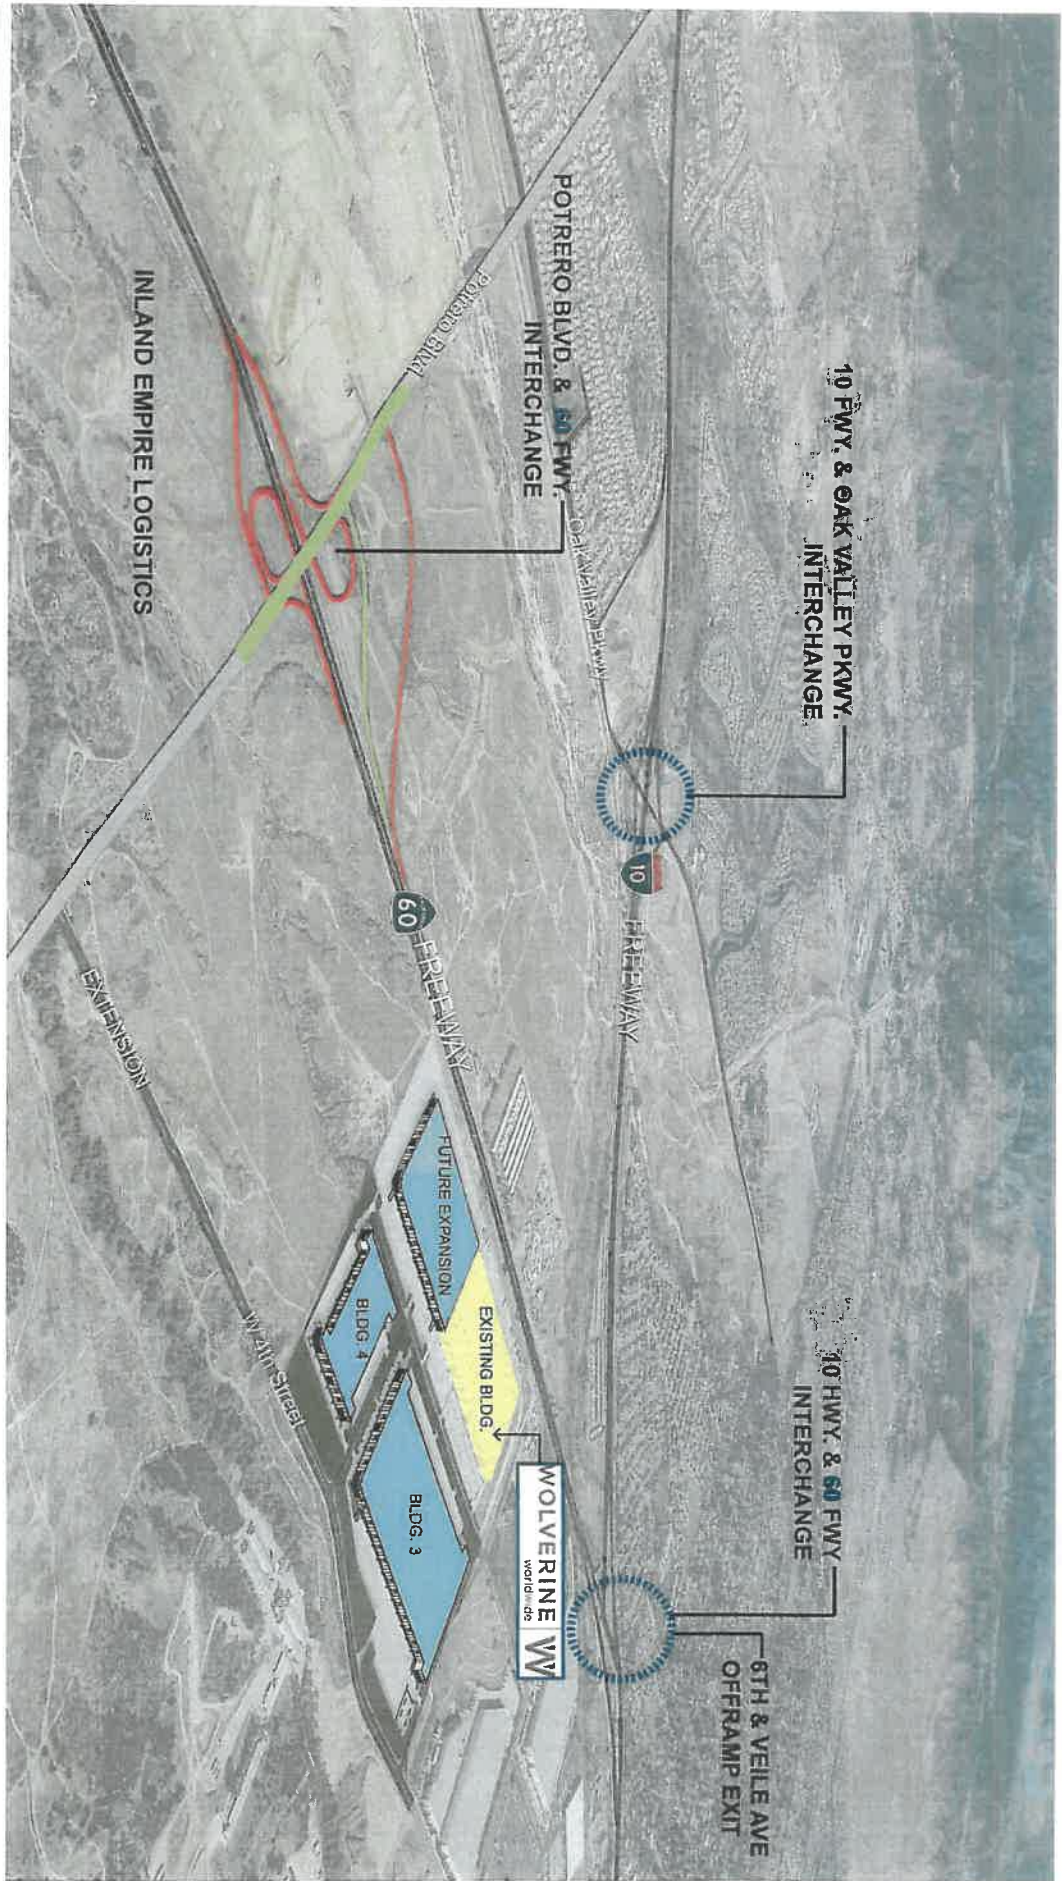 10 FWY. & OAK VALLEY PKWY.
INTERCHANGE
10 HWY. & 60 FWY
INTERCHANGE
6TH & VEILE AVE
OFFRAMP EXIT
POTRERO BLVD. & 60 FWY.
INTERCHANGE
Oak Valley Pkwy
10
FREEWAY
Potrero Blvd
60
FREEWAY
WOLVERINE
worldwide
W
EXISTING BLDG.
FUTURE EXPANSION
BLDG. 4
BLDG. 3
INLAND EMPIRE LOGISTICS
EXTENSION
W 4th Street